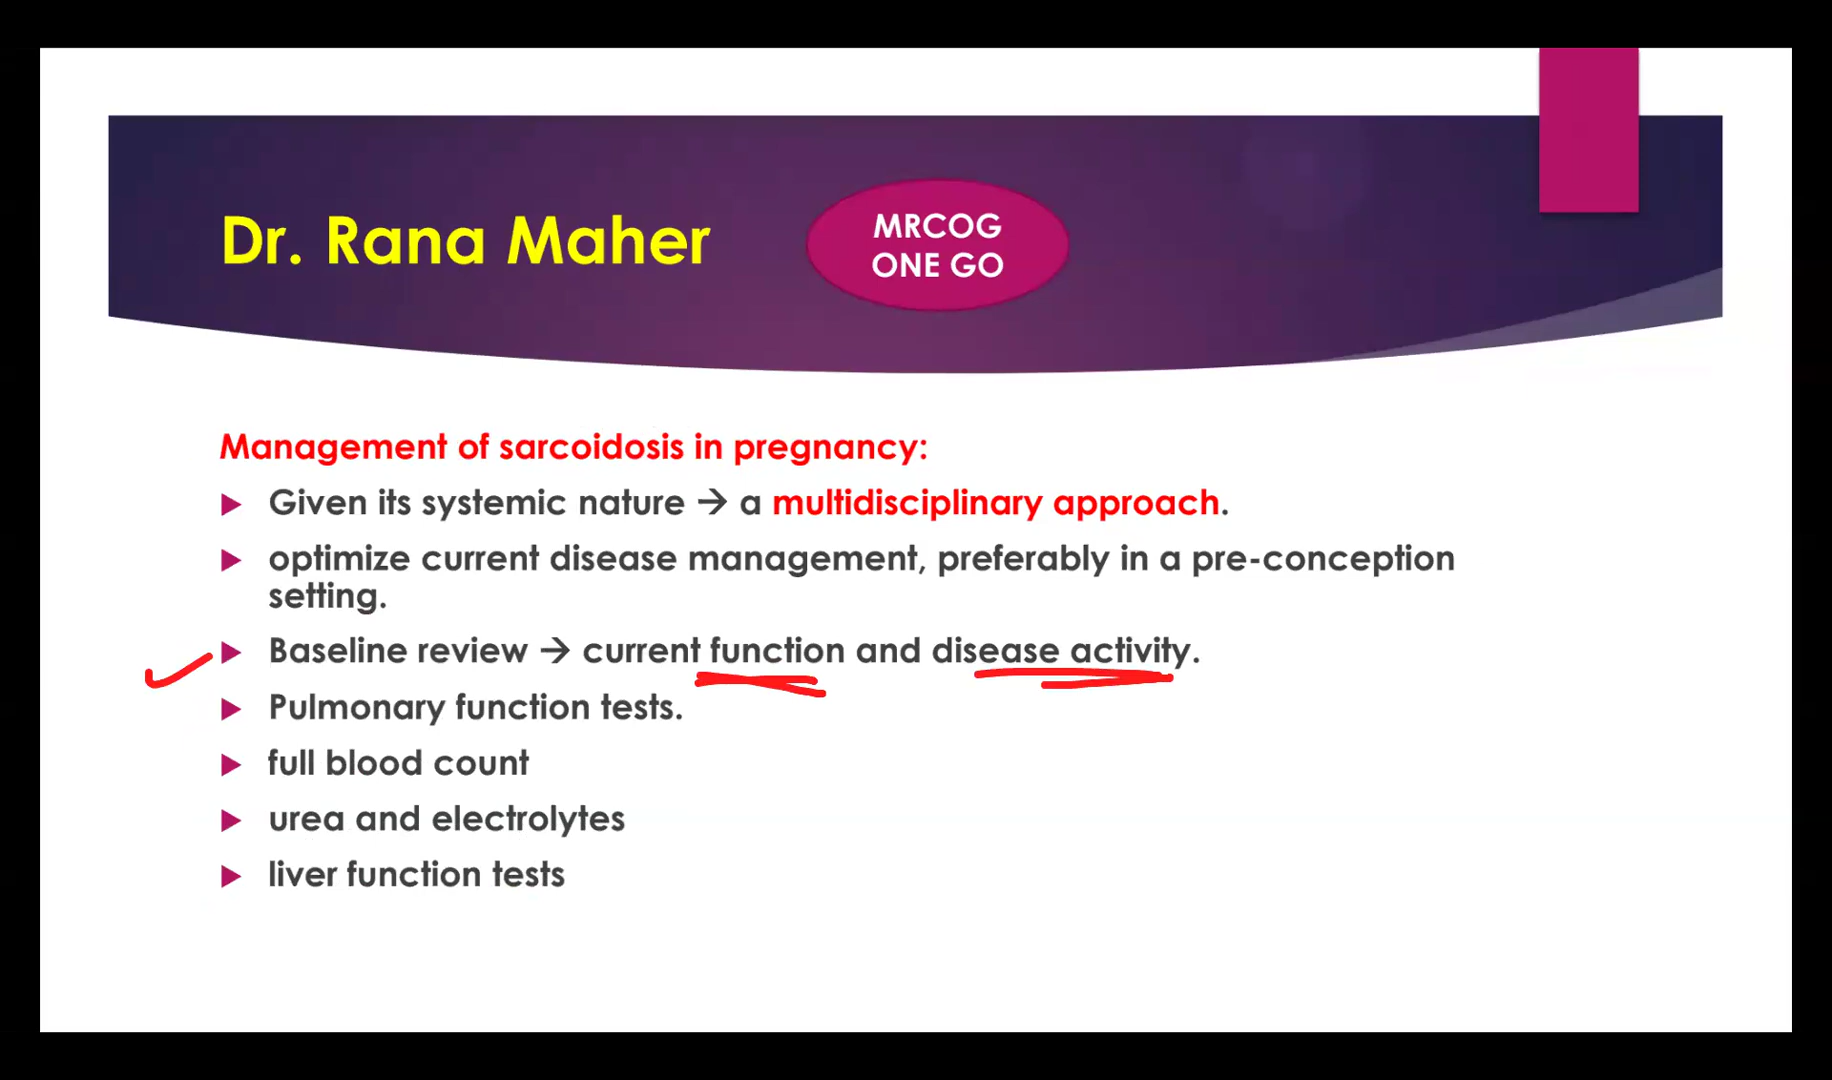 Dr. Rana Maher
MRCOG
ONE GO
Management of sarcoidosis in pregnancy:
Given its systemic nature → a multidisciplinary approach.
optimize current disease management, preferably in a pre-conception
setting.
Baseline review → current function and disease activity.
Pulmonary function tests.
full blood count
urea and electrolytes
liver function tests